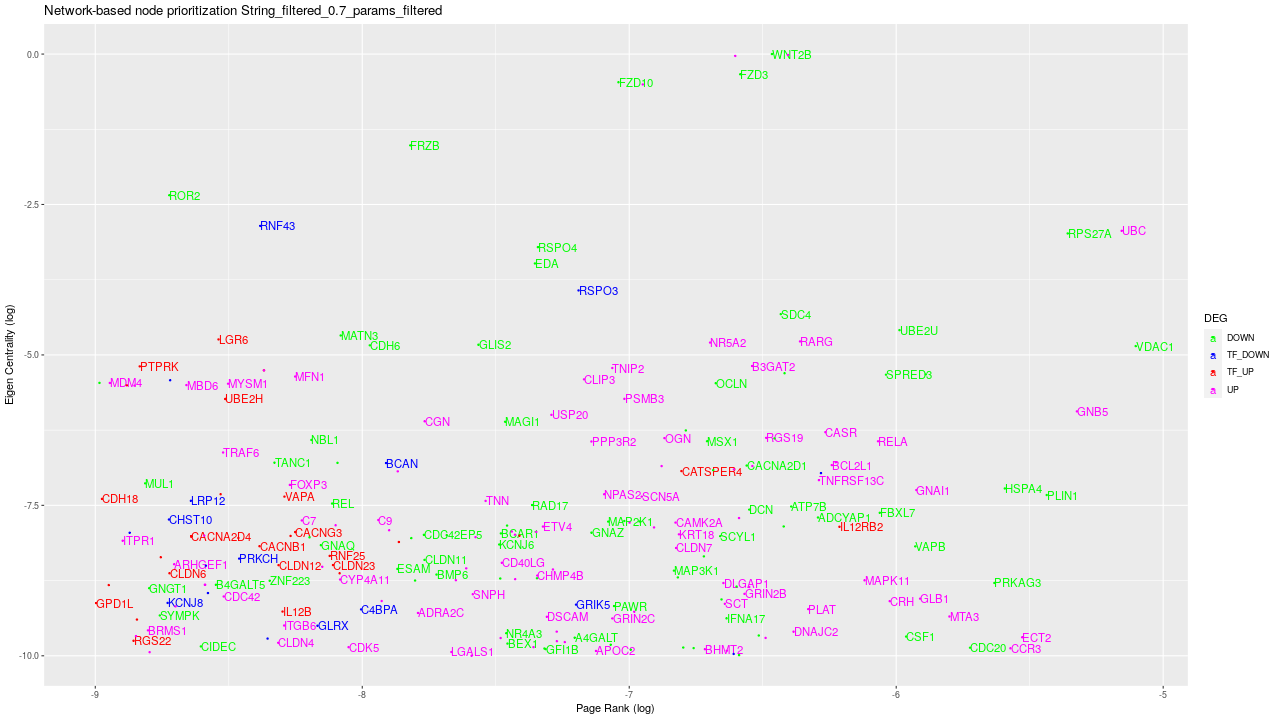 Network-based node prioritization String_filtered_0.7_params_filtered
0.0
WNT2B
FZD3
FZD10
FRZB
ROR2
-2.5
RNF43
UBC
RPS27A
RSPO4
EDA
RSPO3
SDC4
UBE2U
MATN3
LGR6
CDH6
GLIS2
NR5A2
RARG
VDAC1
-5.0
PTPRK
TNIP2
B3GAT2
SPRED3
MDM4
MBD6
MYSM1
MFN1
CLIP3
OCLN
UBE2H
PSMB3
GNB5
CGN
MAGI1
USP20
CASR
NBL1
PPP3R2
OGN
MSX1
RGS19
RELA
TRAF6
TANC1
BCAN
CATSPER4
CACNA2D1
BCL2L1
TNFRSF13C
MUL1
FOXP3
GNAI1
HSPA4
PLIN1
CDH18
LRP12
VAPA
REL
TNN
RAD17
NPAS2
SCN5A
-7.5
DCN
ATP7B
FBXL7
CHST10
C7
C9
ETV4
MAP2K1
CAMK2A
ADCYAP1
IL12RB2
ITPR1
CACNA2D4
CACNG3
CDC42EP5
BCAR1
GNAZ
KRT18
SCYL1
CACNB1
GNAQ
KCNJ6
CLDN7
VAPB
ARHGEF1
PRKCH
RNF25
CLDN11
CD40LG
CLDN6
CLDN12
CLDN23
ESAM
BMP6
CHMP4B
MAP3K1
GNGT1
B4GALT5
ZNF223
CYP4A11
DLGAP1
MAPK11
PRKAG3
CDC42
SNPH
GRIN2B
GPD1L
KCNJ8
GRIK5
PAWR
SCT
CRH
GLB1
SYMPK
IL12B
C4BPA
ADRA2C
DSCAM
GRIN2C
IFNA17
PLAT
MTA3
BRMS1
ITGB6
GLRX
NR4A3
A4GALT
DNAJC2
CSF1
ECT2
RGS22
CIDEC
CLDN4
CDK5
LGALS1
BEX1
GFI1B
APOC2
BHMT2
CDC20
CCR3
-10.0
-9
-8
-7
-6
-5
Page Rank (log)
Eigen Centrality (log)
DEG
a DOWN
a TF_DOWN
a TF_UP
a UP